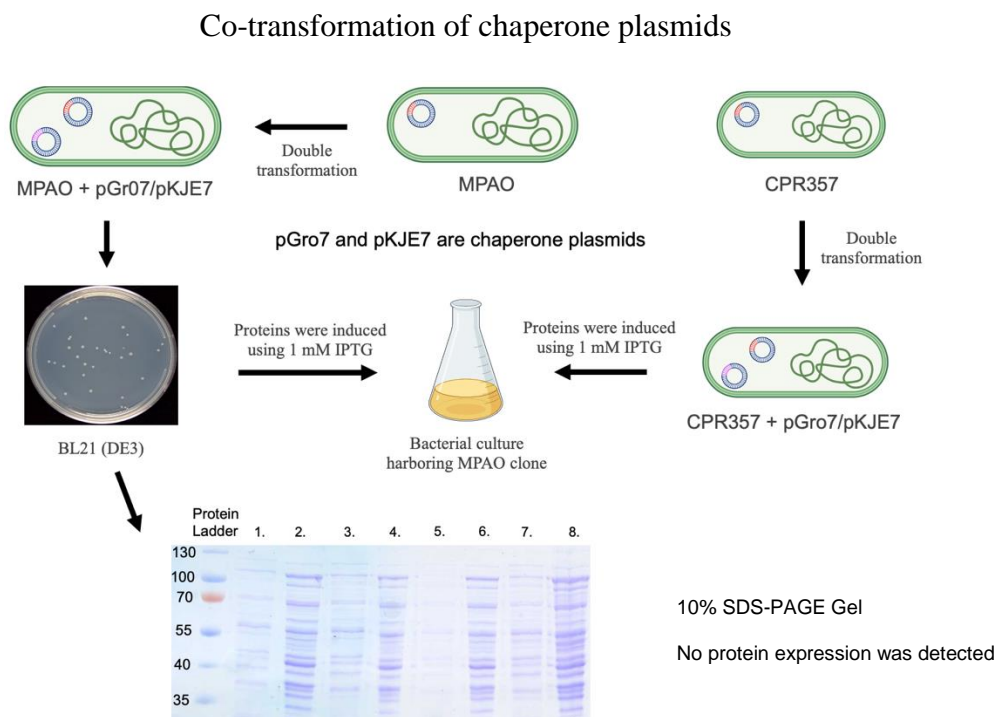 Co-transformation of chaperone plasmids
Double
transformation
MPAO + pGr07/pKJE7
MPAO
CPR357
pGro7 and pKJE7 are chaperone plasmids
Double
transformation
Proteins were induced
using 1 mM IPTG
Proteins were induced
using 1 mM IPTG
BL21 (DE3)
Bacterial culture
harboring MPAO clone
CPR357 + pGro7/pKJE7
Protein
Ladder 1. 2. 3. 4. 5. 6. 7. 8.
130
100
70
55
40
35
10% SDS-PAGE Gel
No protein expression was detected